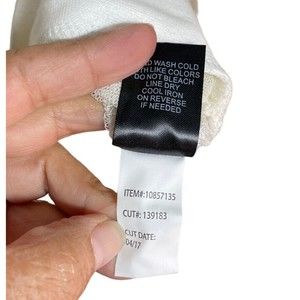 WASH COLD
LIKE COLORS
DO NOT BLEACH
LINE DRY
COOL IRON
ON REVERSE
IF NEEDED
ITEM#:10857135
CUT#: 139183
CUT DATE:
04/17